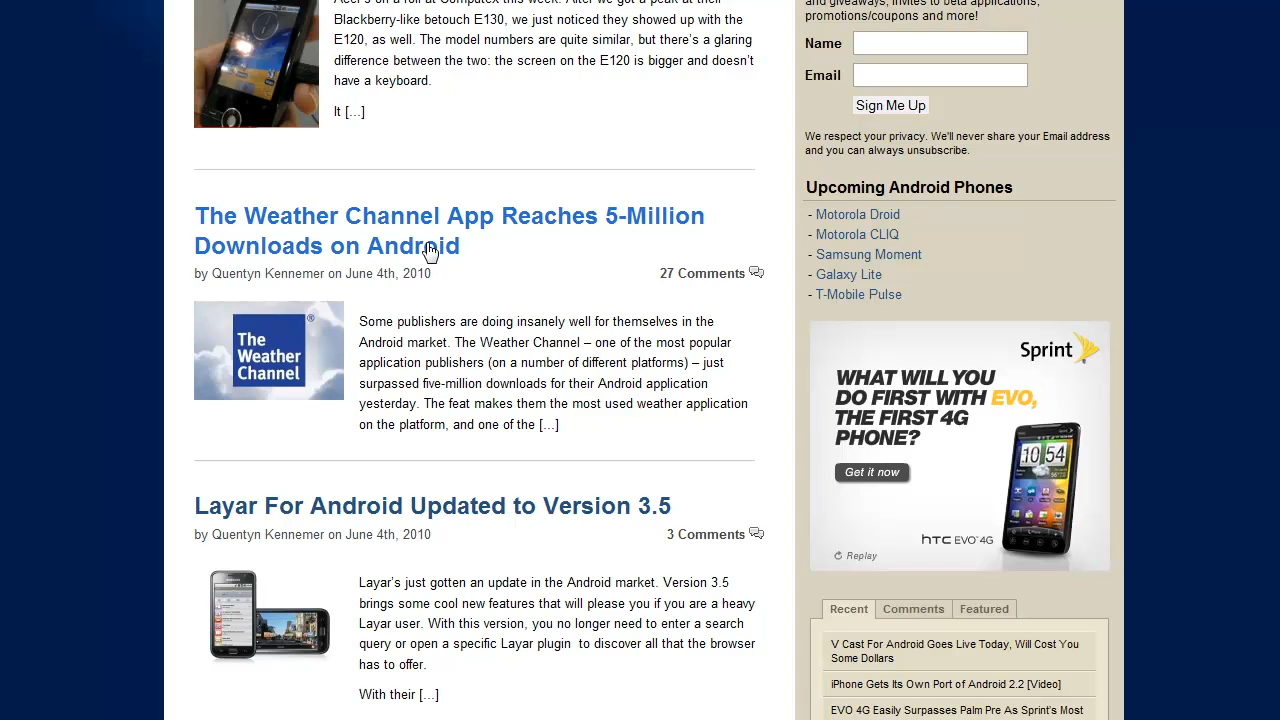 Blackberry-like betouch E130, we just noticed they showed up with the
E120, as well. The model numbers are quite similar, but there's a glaring
difference between the two: the screen on the E120 is bigger and doesn't
have a keyboard.
It [...]
The Weather Channel App Reaches 5-Million
Downloads on Android
by Quentyn Kennemer on June 4th, 2010
27 Comments
The
Weather
Channel
®
Some publishers are doing insanely well for themselves in the
Android market. The Weather Channel – one of the most popular
application publishers (on a number of different platforms) – just
surpassed five-million downloads for their Android application
yesterday. The feat makes them the most used weather application
on the platform, and one of the [...]
Layar For Android Updated to Version 3.5
by Quentyn Kennemer on June 4th, 2010
3 Comments
Layar's just gotten an update in the Android market. Version 3.5
brings some cool new features that will please you if you are a heavy
Layar user. With this version, you no longer need to enter a search
query or open a specific Layar plugin to discover all that the browser
has to offer.
With their [...]
and giveaways, invites to beta applications,
promotions/coupons and more!
Name
Email
Sign Me Up
We respect your privacy. We'll never share your Email address
and you can always unsubscribe.
Upcoming Android Phones
- Motorola Droid
- Motorola CLIQ
- Samsung Moment
- Galaxy Lite
- T-Mobile Pulse
Sprint
WHAT WILL YOU
DO FIRST WITH EVO,
THE FIRST 4G
PHONE?
Get it now
10 54
hTC EVO 4G
Replay
Recent
Comments
Featured
V Cast For Android Goes Live Today, Will Cost You
Some Dollars
iPhone Gets Its Own Port of Android 2.2 [Video]
EVO 4G Easily Surpasses Palm Pre As Sprint's Most